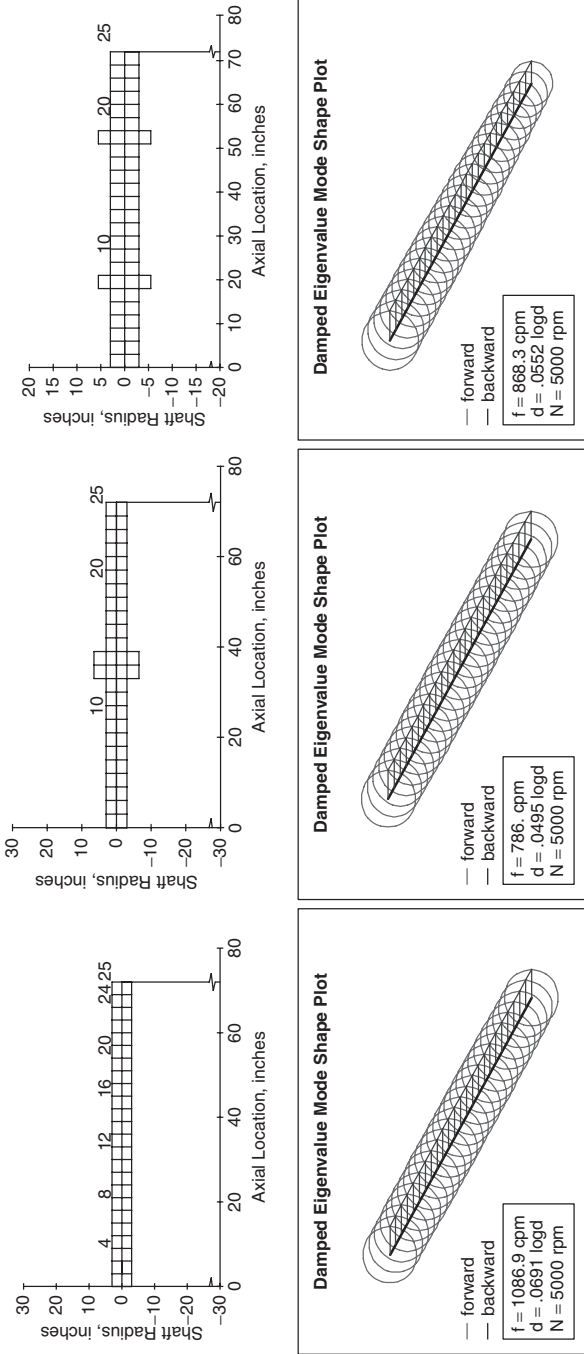 Shaft Radius, inches
30
20
10
0
−10
−20
−30
4 8 12 16 20 24 25
0 20 40 60 80
Axial Location, inches
Shaft Radius, inches
30
20
10
0
−10
−20
−30
10 20 25
0 20 40 60 80
Axial Location, inches
Shaft Radius, inches
20
15
10
5
0
−5
−10
−15
−20
10 20 25
0 10 20 30 40 50 60 70 80
Axial Location, inches
Damped Eigenvalue Mode Shape Plot
forward
backward
f = 1086.9 cpm
d = .0691 logd
N = 5000 rpm
Damped Eigenvalue Mode Shape Plot
forward
backward
f = 786. cpm
d = .0495 logd
N = 5000 rpm
Damped Eigenvalue Mode Shape Plot
forward
backward
f = 868.3 cpm
d = .0552 logd
N = 5000 rpm